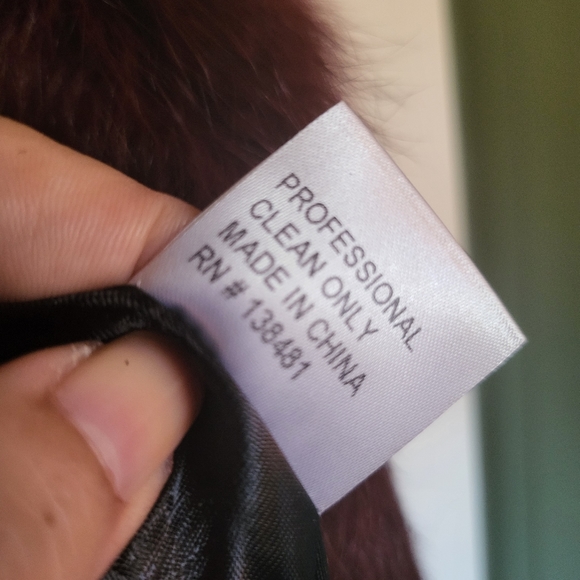 PROFESSIONAL
CLEAN ONLY
MADE IN CHINA
RN # 138481